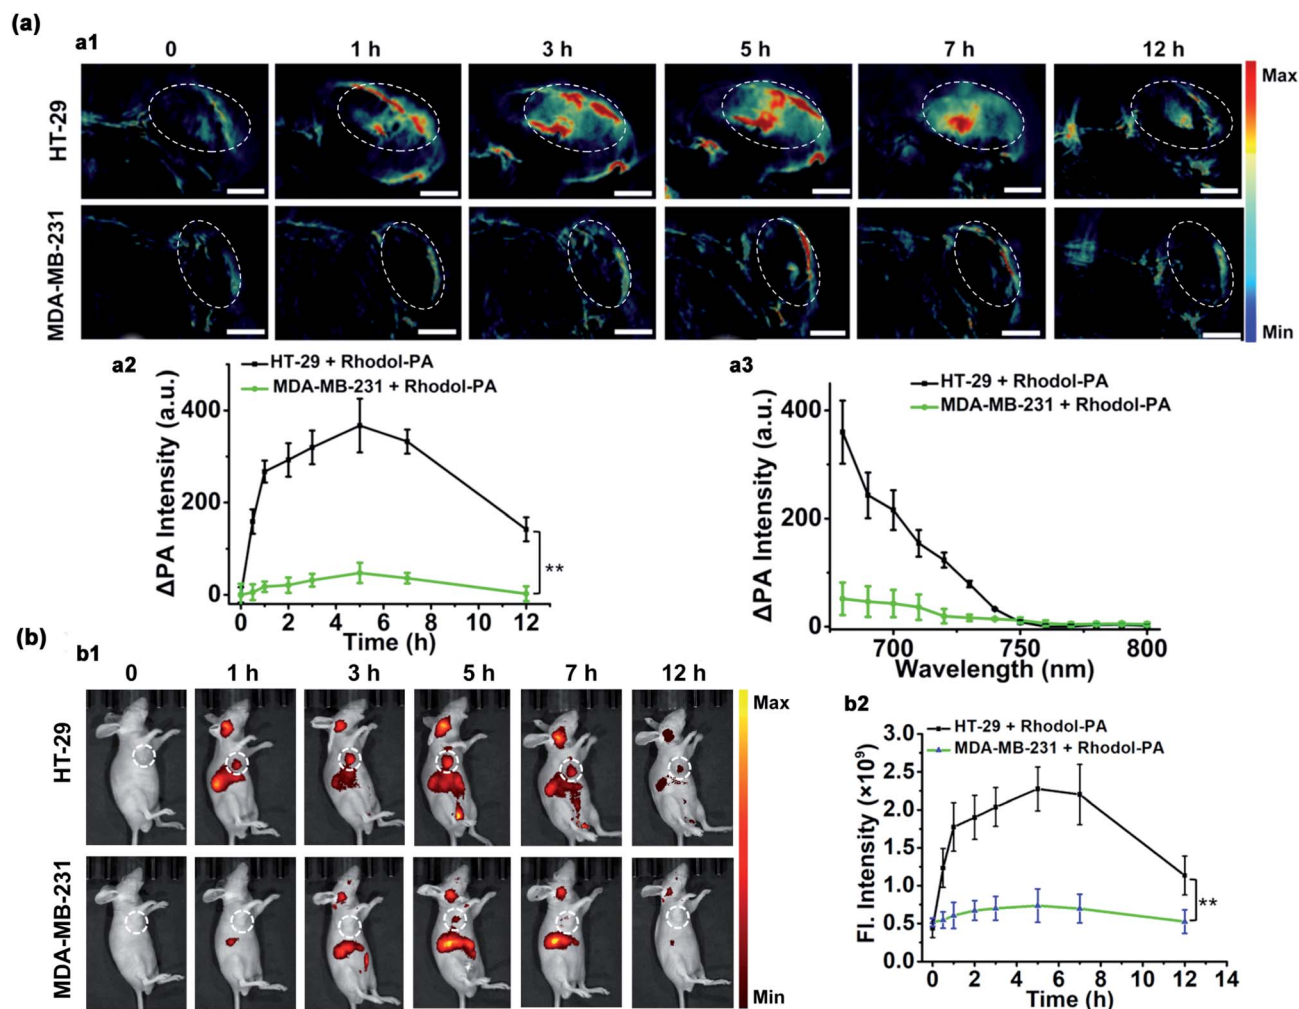 (a)
a1
0 1 h 3 h 5 h 7 h 12 h
HT-29
MDA-MB-231
Max
Min
a2
HT-29 + Rhodol-PA
MDA-MB-231 + Rhodol-PA
ΔPA Intensity (a.u.)
400
200
0
**
0 2 4 6 8 10 12
Time (h)
a3
HT-29 + Rhodol-PA
MDA-MB-231 + Rhodol-PA
ΔPA Intensity (a.u.)
400
200
0
700 750 800
Wavelength (nm)
(b)
b1
0 1 h 3 h 5 h 7 h 12 h
HT-29
MDA-MB-231
Max
Min
b2
HT-29 + Rhodol-PA
MDA-MB-231 + Rhodol-PA
Fl. Intensity (×10⁹)
3.0
2.5
2.0
1.5
1.0
0.5
0.0
**
0 2 4 6 8 10 12 14
Time (h)